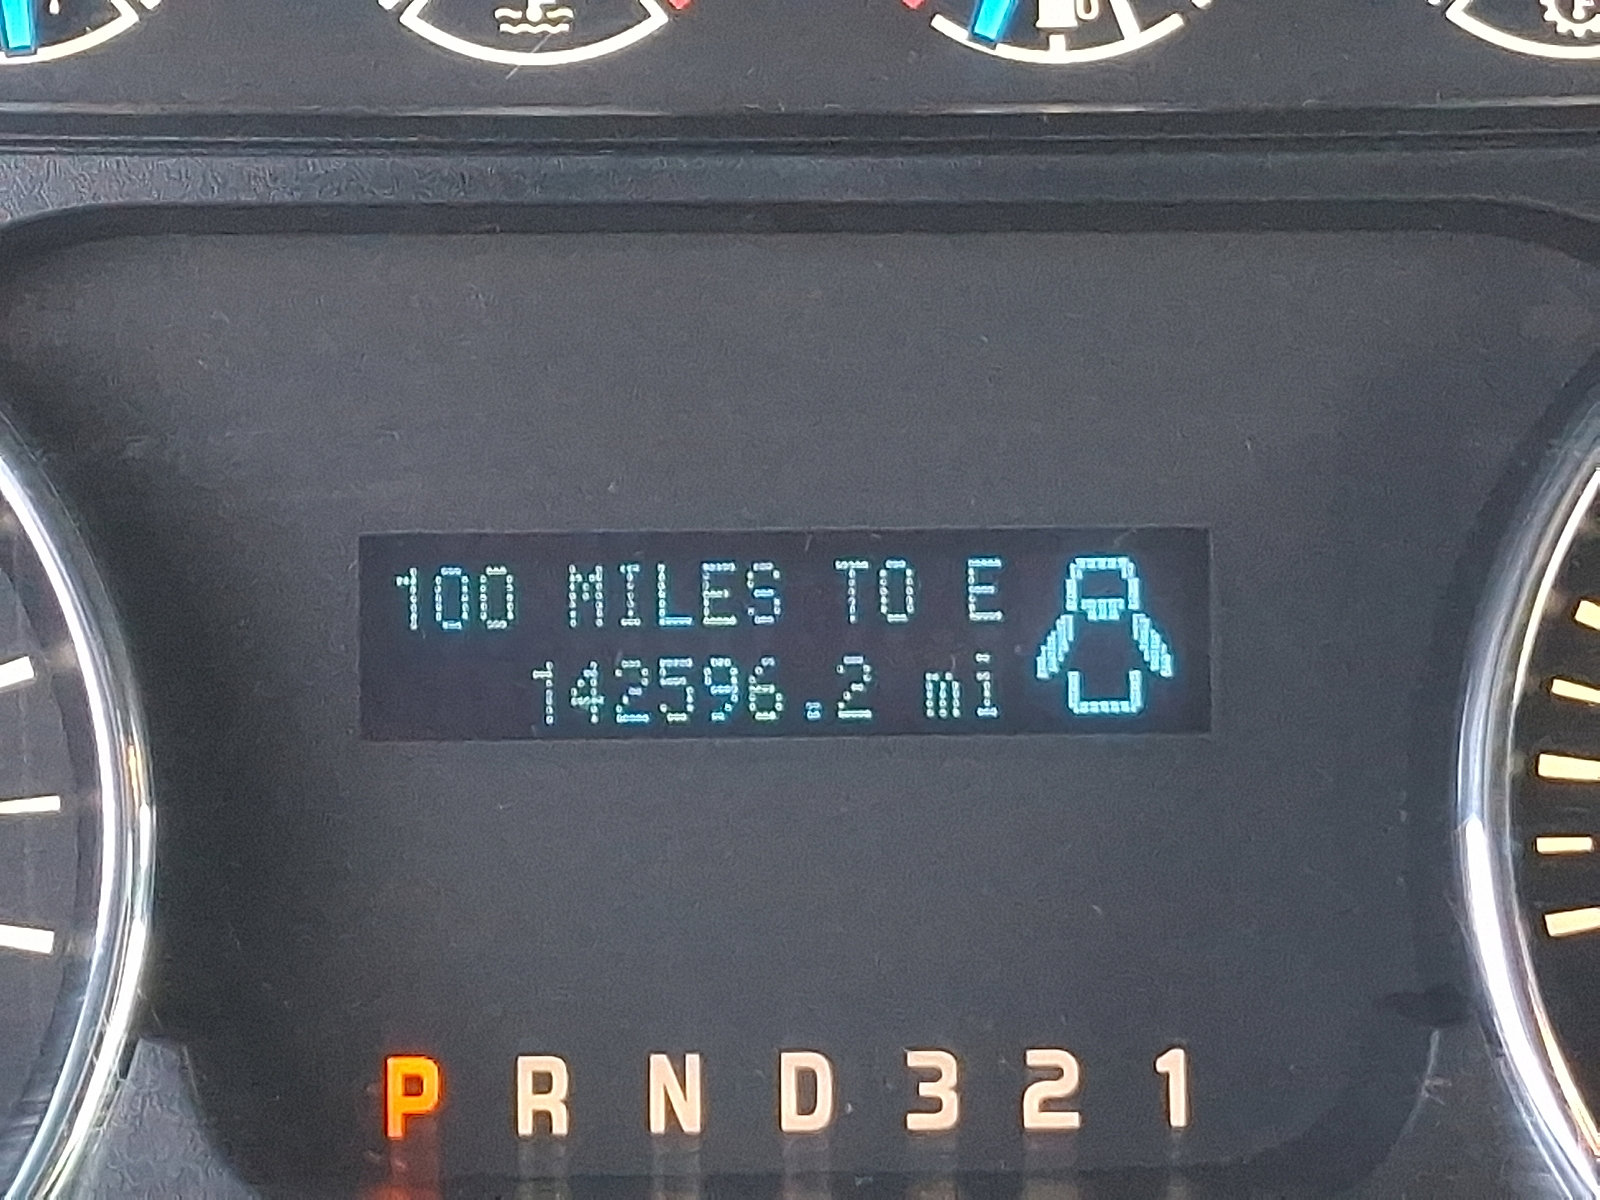 100 MILES TO E
142596.2 mi
P R N D 3 2 1